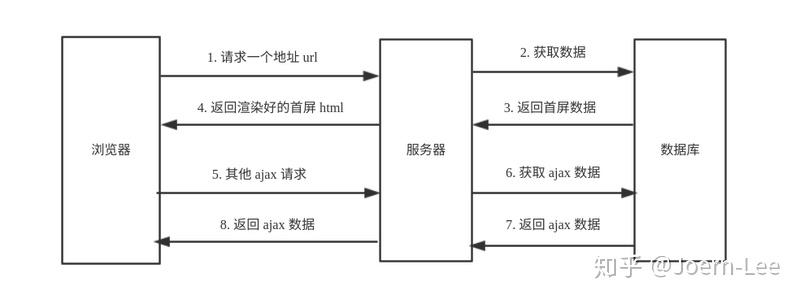 1. 请求一个地址 url
2. 获取数据
4. 返回渲染好的首屏 html
3. 返回首屏数据
浏览器
服务器
数据库
5. 其他 ajax 请求
6. 获取 ajax 数据
8. 返回 ajax 数据
7. 返回 ajax 数据
知乎 @Joern-Lee